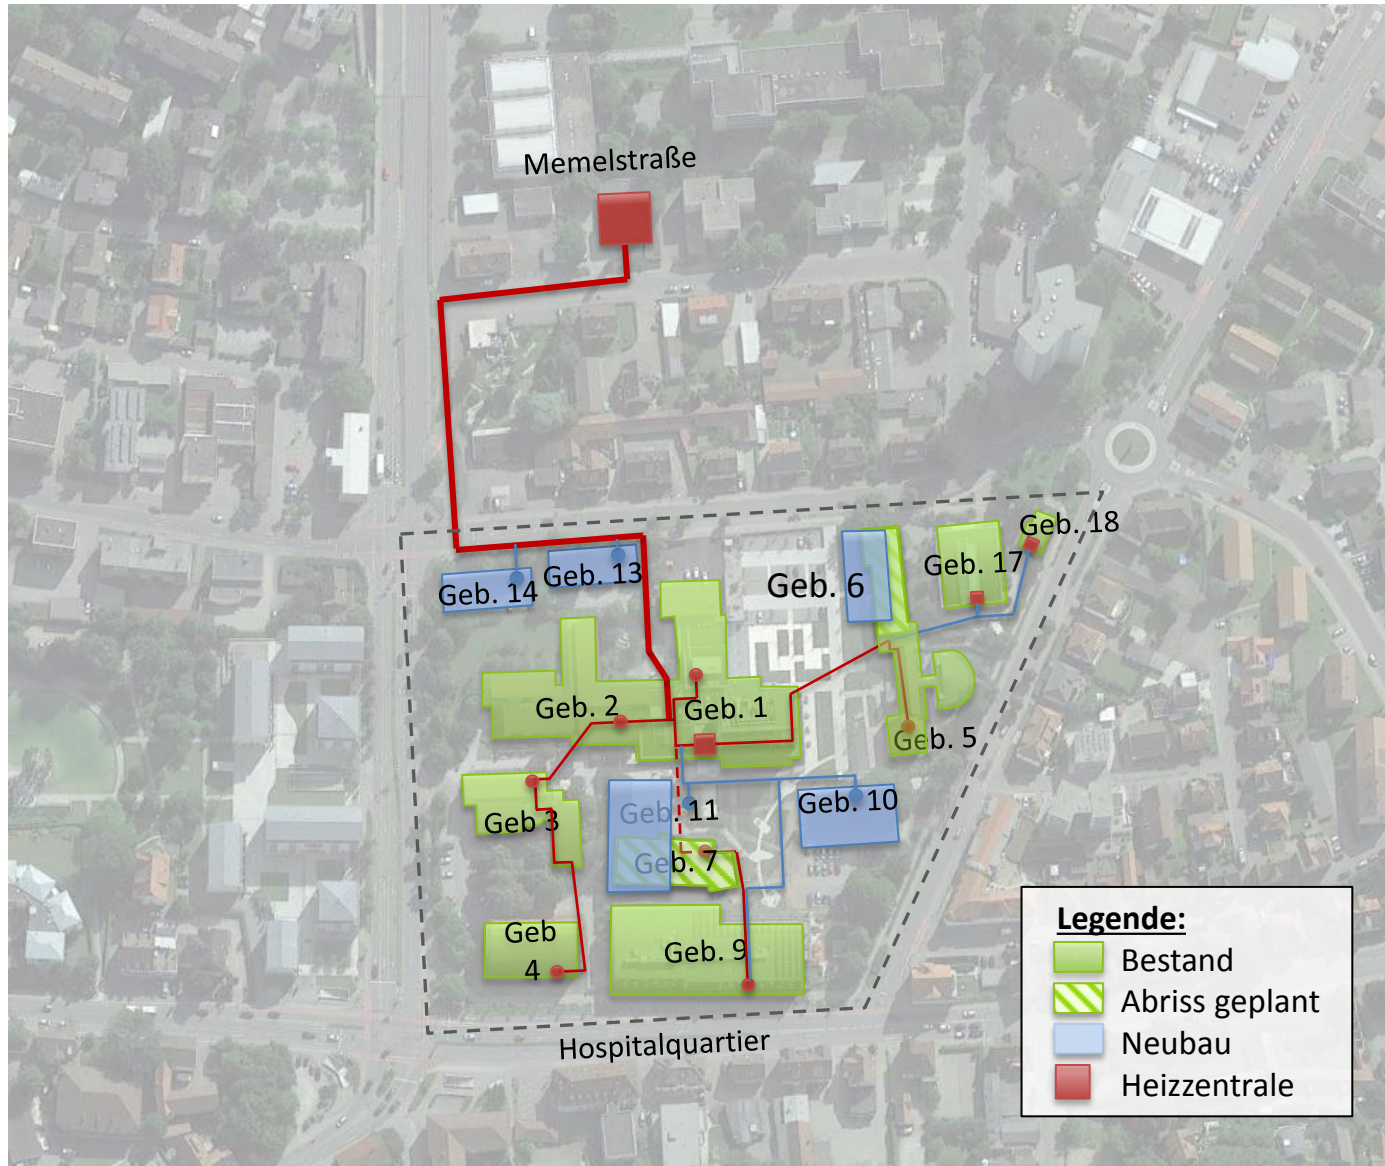 Memelstraße
Geb. 18
Geb. 17
Geb. 13
Geb. 14
Geb. 6
Geb. 2
Geb. 1
Geb. 5
Geb. 10
Geb. 11
Geb 3
Geb. 7
Geb
4
Geb. 9
Hospitalquartier
Legende:
Bestand
Abriss geplant
Neubau
Heizzentrale